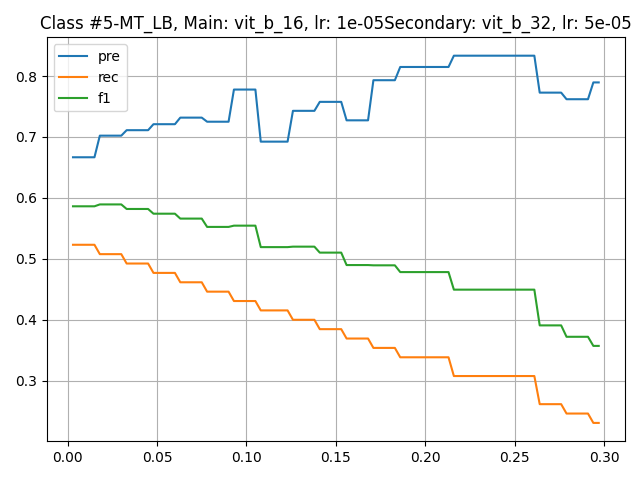 Class #5-MT_LB, Main: vit_b_16, lr: 1e-05Secondary: vit_b_32, lr: 5e-05
pre
rec
f1
0.8
0.7
0.6
0.5
0.4
0.3
0.00 0.05 0.10 0.15 0.20 0.25 0.30